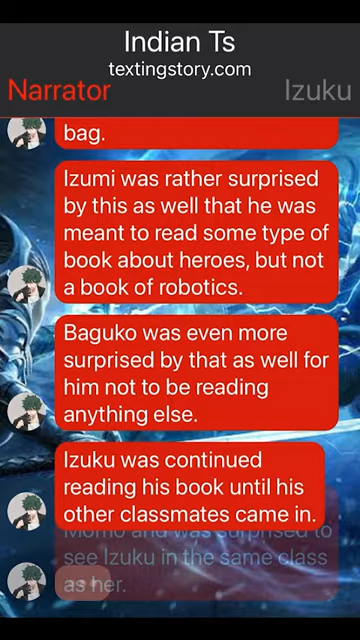 Indian Ts
textingstory.com
Narrator
Izuku
bag.
Izumi was rather surprised
by this as well that he was
meant to read some type of
book about heroes, but not
a book of robotics.
Baguko was even more
surprised by that as well for
him not to be reading
anything else.
Izuku was continued
reading his book until his
other classmates came in.
Momo and was surprised to
see Izuku in the same class
as her.